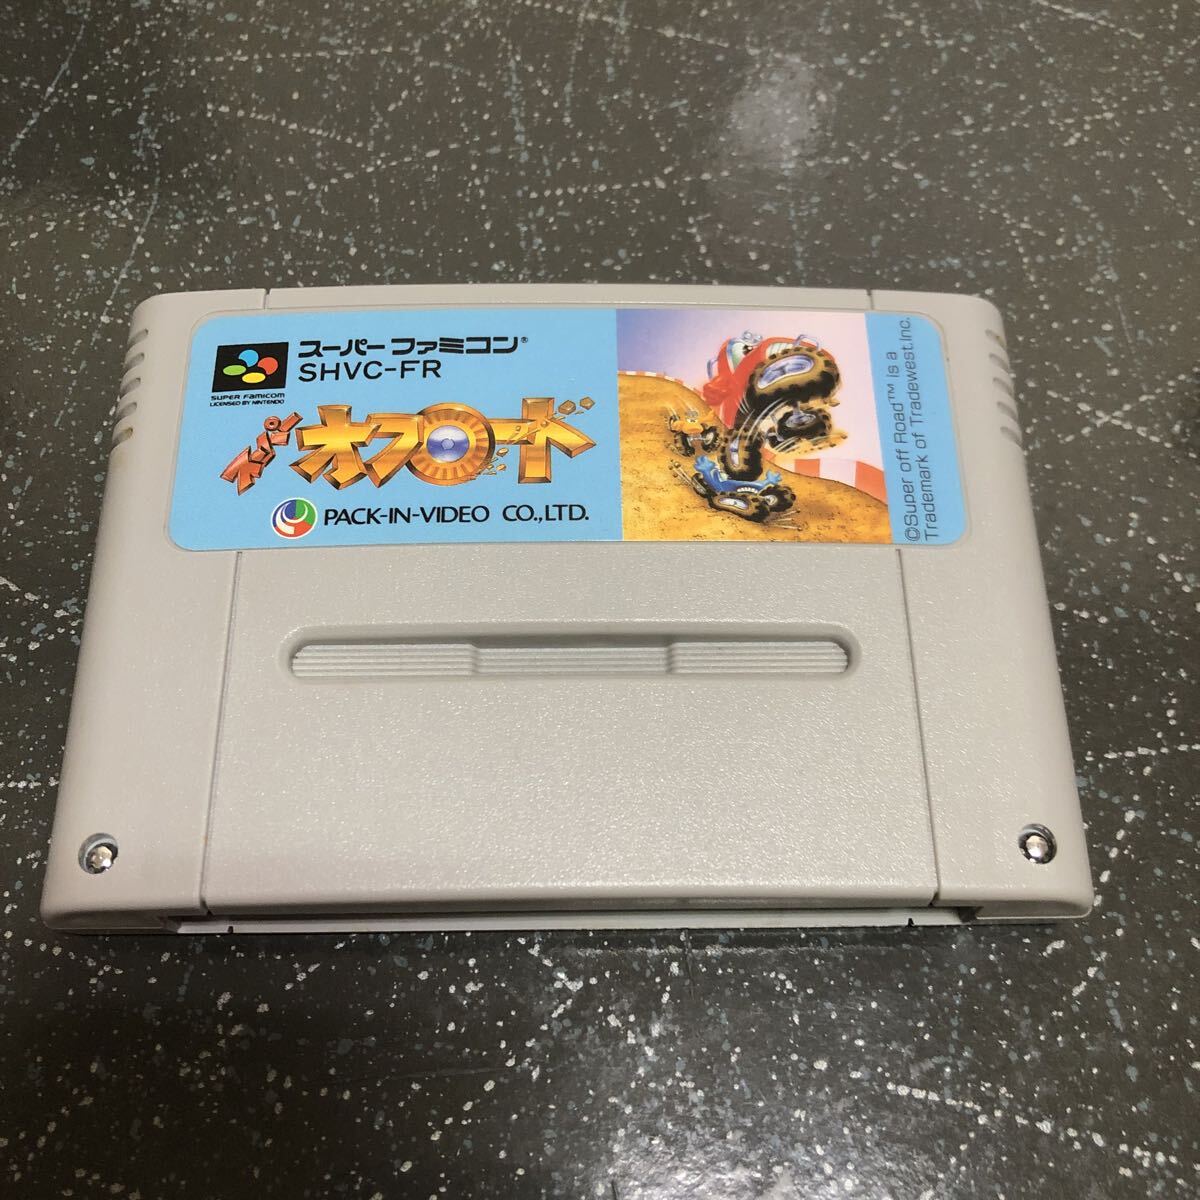 スーパーファミコン®
SHVC-FR
SUPER FAMICOM
LICENSED BY NINTENDO
スーパー
オフロード
PACK-IN-VIDEO CO.,LTD.
©Super off Road™ is a
Trademark of Tradewest.Inc.